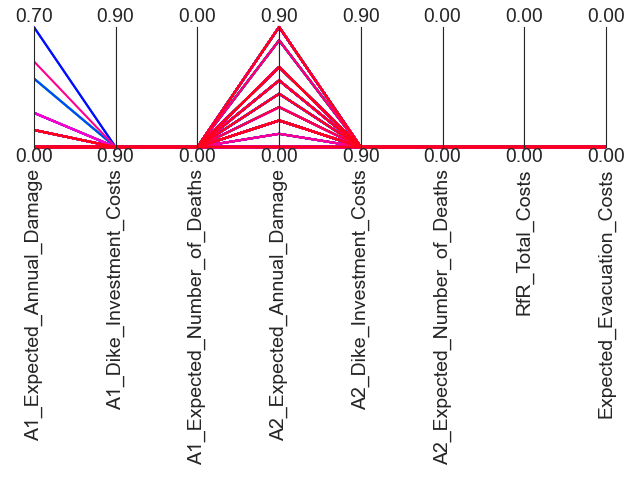 0.70 0.90 0.00 0.90 0.90 0.00 0.00 0.00
0.00 0.90 0.00 0.00 0.90 0.00 0.00 0.00
A1_Expected_Annual_Damage
A1_Dike_Investment_Costs
A1_Expected_Number_of_Deaths
A2_Expected_Annual_Damage
A2_Dike_Investment_Costs
A2_Expected_Number_of_Deaths
RfR_Total_Costs
Expected_Evacuation_Costs